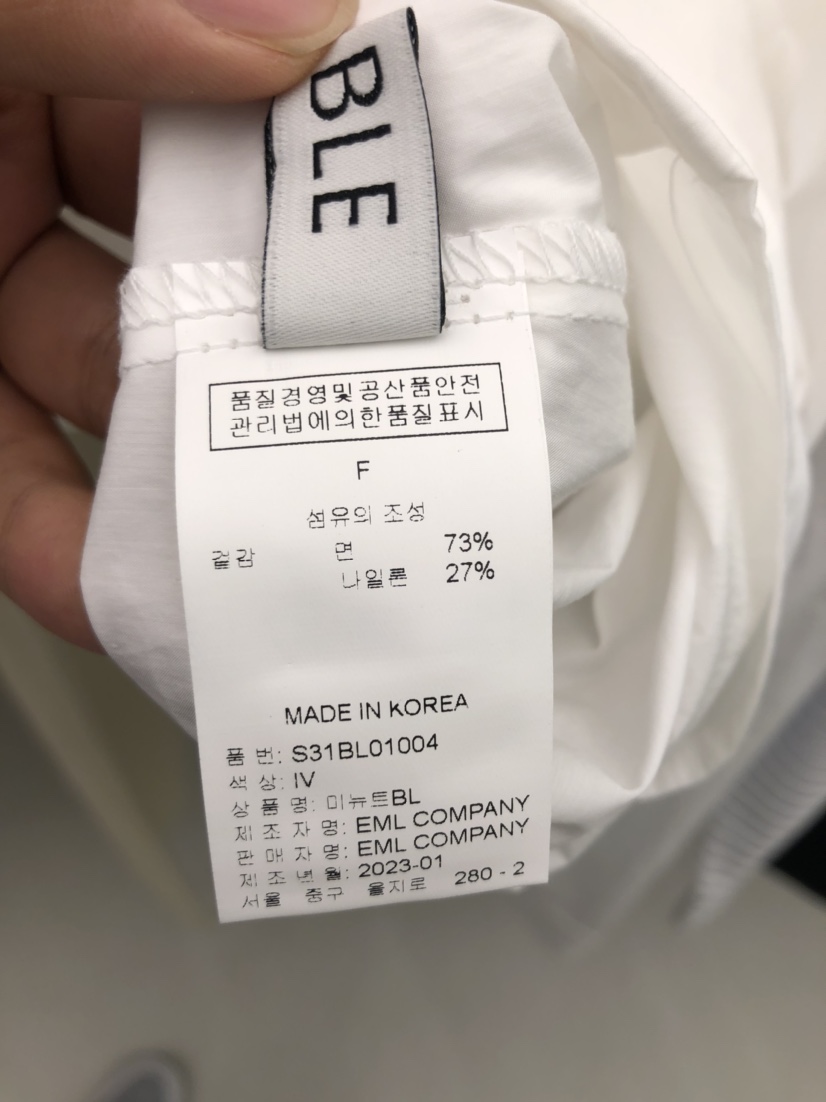 BLE
품질경영및공산품안전
관리법에의한품질표시
F
섬유의 조성
겉감 면 73%
나일론 27%
MADE IN KOREA
품 번: S31BL01004
색 상: IV
상 품 명: 미뉴트BL
제 조 자 명: EML COMPANY
판 매 자 명: EML COMPANY
제 조 년 월: 2023-01
서울 중구 을지로 280 - 2